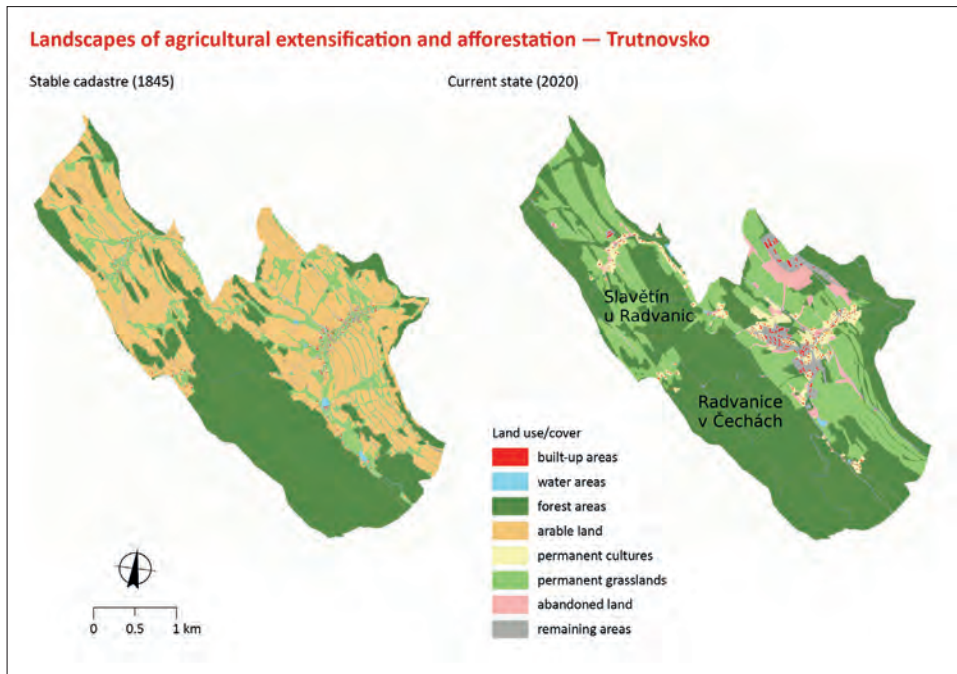 Landscapes of agricultural extensification and afforestation — Trutnovsko
Stable cadastre (1845)
Current state (2020)
Slavětín
u Radvanic
Radvanice
v Čechách
Land use/cover
built-up areas
water areas
forest areas
arable land
permanent cultures
permanent grasslands
abandoned land
remaining areas
0 0.5 1 km